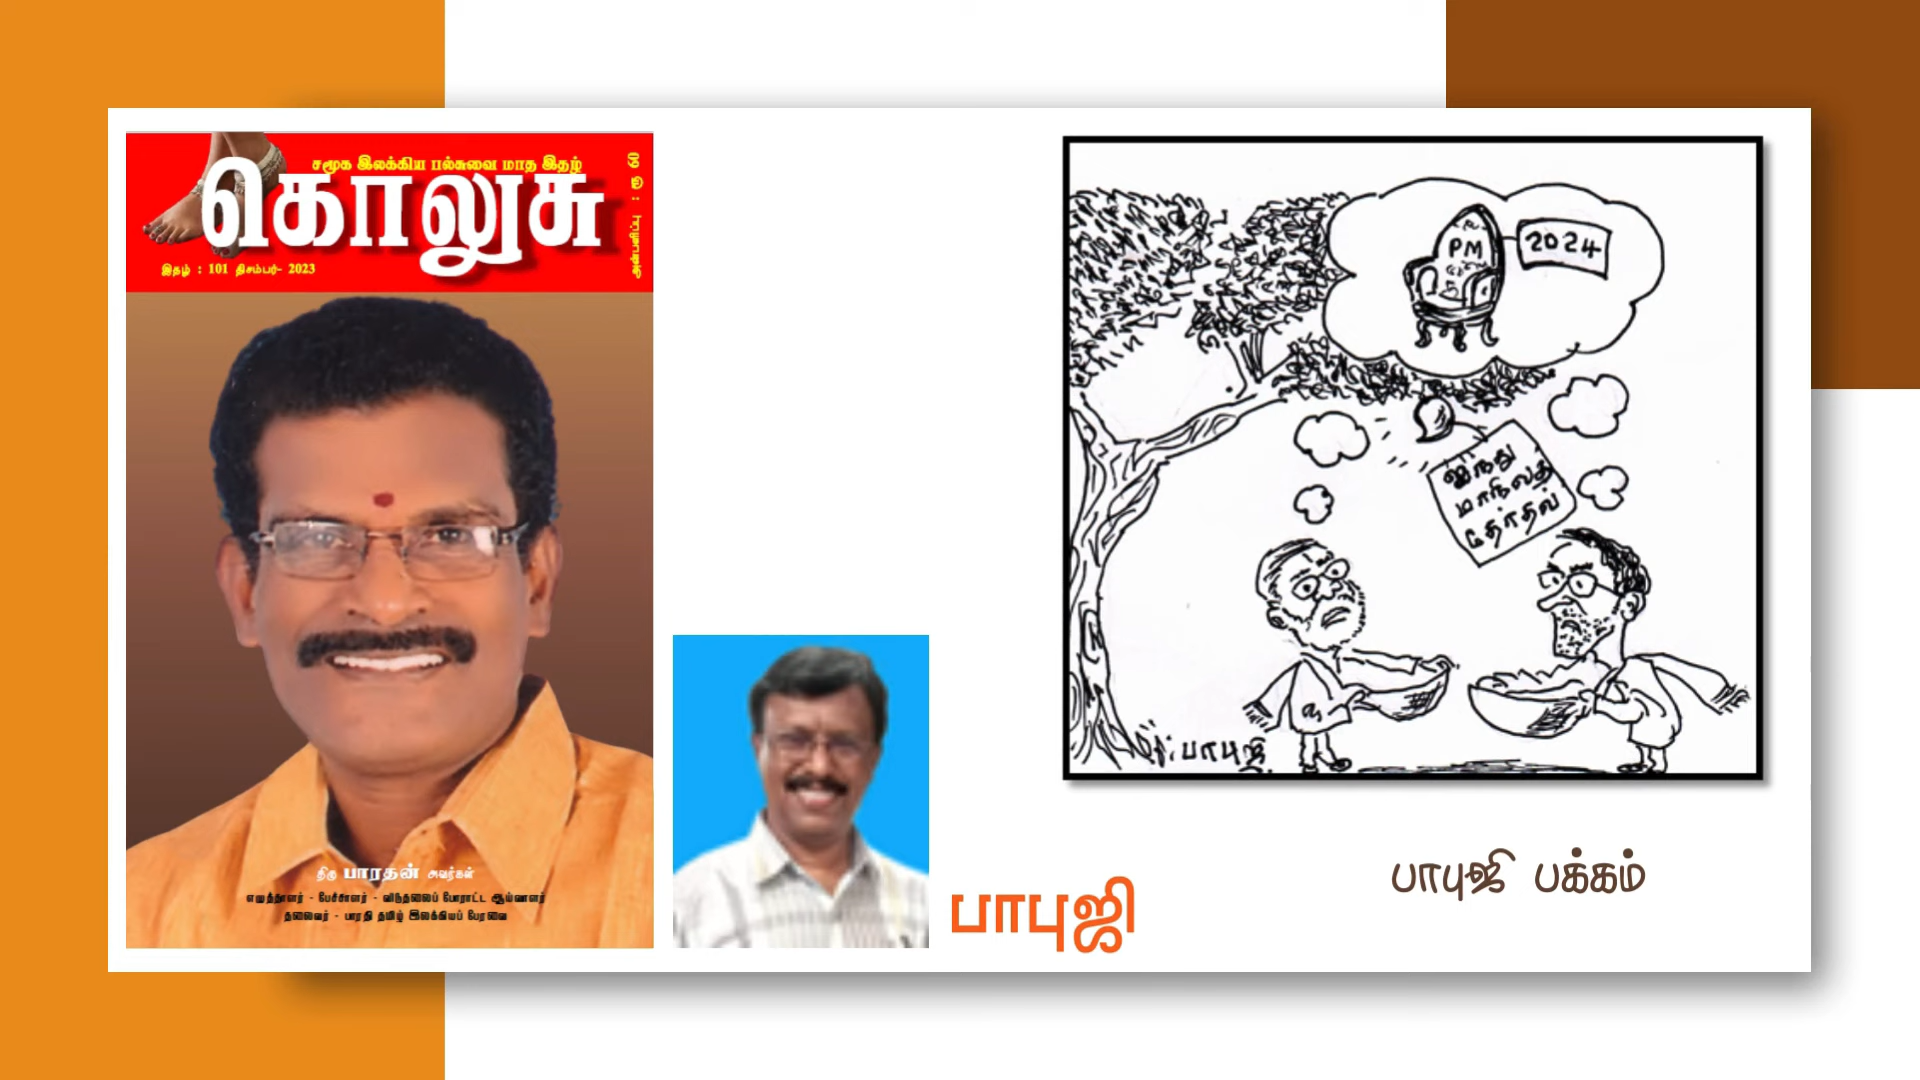 சமூக இலக்கிய பல்சுவை மாத இதழ்
கொலுசு
இதழ் : 101 திசம்பர்- 2023
அன்பளிப்பு : ரூ 60
திரு பாரதன் அவர்கள்
எழுத்தாளர் - பேச்சாளர் - விடுதலைப் போராட்ட ஆய்வாளர்
தலைவர் - பாரதி தமிழ் இலக்கியப் பேரவை
பாபுஜி
PM
2024
ஐந்து
மாநிலத்
தேர்தல்
பாபுஜி
பாபுஜி பக்கம்